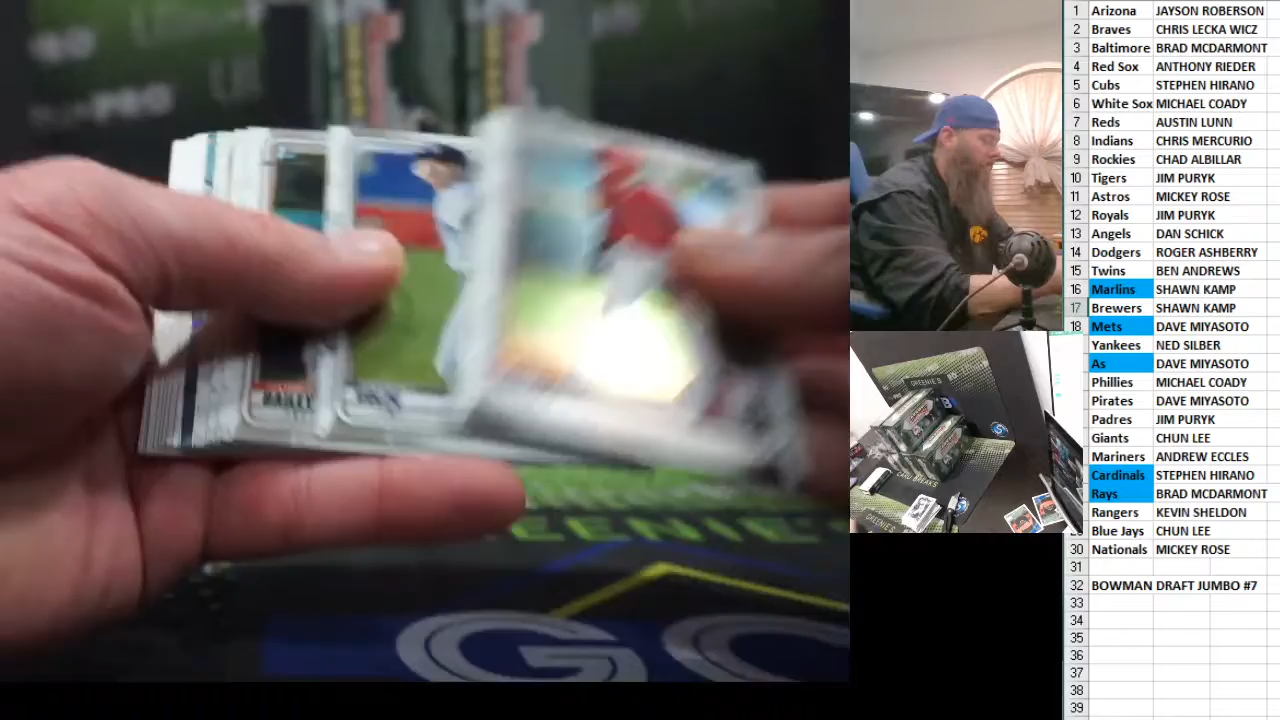 1 Arizona JAYSON ROBERSON
2 Braves CHRIS LECKA WICZ
3 Baltimore BRAD MCDARMONT
4 Red Sox ANTHONY RIEDER
5 Cubs STEPHEN HIRANO
6 White Sox MICHAEL COADY
7 Reds AUSTIN LUNN
8 Indians CHRIS MERCURIO
9 Rockies CHAD ALBILLAR
10 Tigers JIM PURYK
11 Astros MICKEY ROSE
12 Royals JIM PURYK
13 Angels DAN SCHICK
14 Dodgers ROGER ASHBERRY
15 Twins BEN ANDREWS
16 Marlins SHAWN KAMP
17 Brewers SHAWN KAMP
18 Mets DAVE MIYASOTO
Yankees NED SILBER
As DAVE MIYASOTO
Phillies MICHAEL COADY
Pirates DAVE MIYASOTO
Padres JIM PURYK
Giants CHUN LEE
Mariners ANDREW ECCLES
Cardinals STEPHEN HIRANO
Rays BRAD MCDARMONT
Rangers KEVIN SHELDON
Blue Jays CHUN LEE
30 Nationals MICKEY ROSE
31
32 BOWMAN DRAFT JUMBO #7
33
34
35
36
37
38
39
BAILEY
GREENIE'S
CARD BREAKS
GC